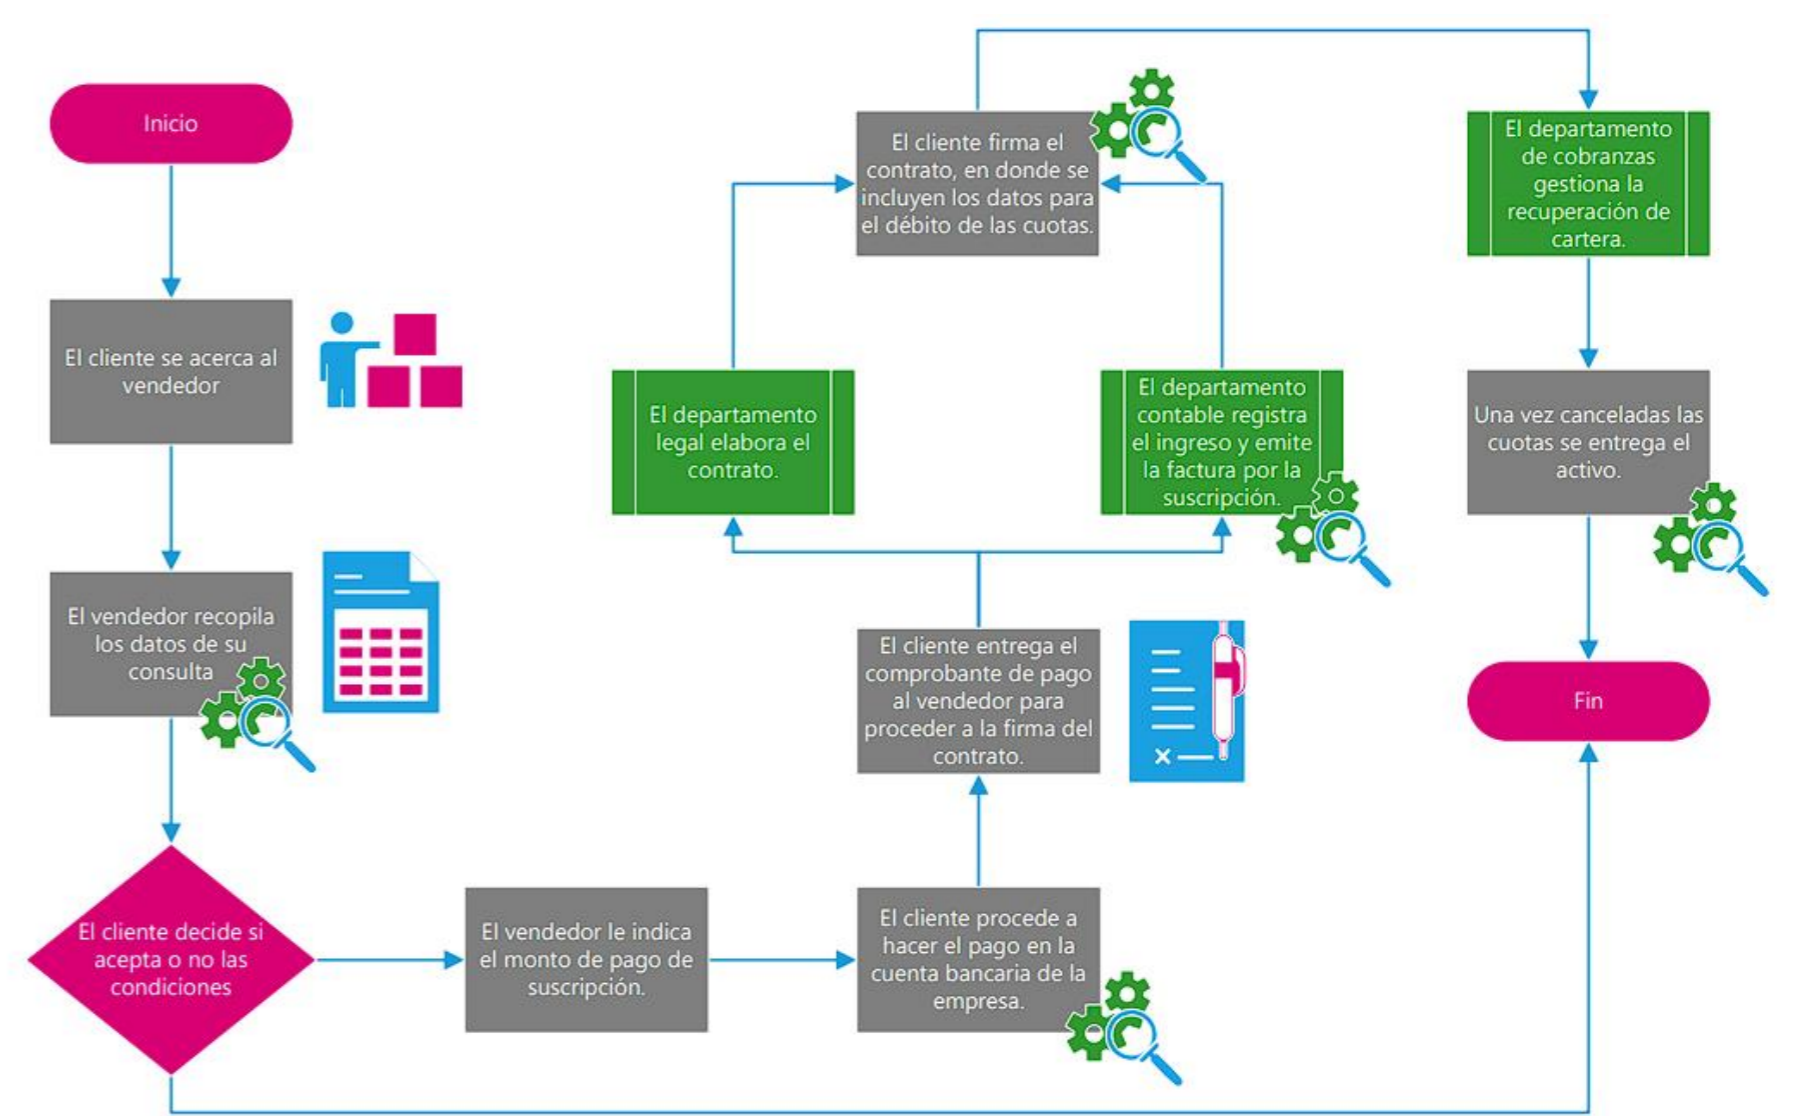 Inicio
El cliente se acerca al
vendedor
El vendedor recopila
los datos de su
consulta
El cliente decide si
acepta o no las
condiciones
El vendedor le indica
el monto de pago de
suscripción.
El cliente procede a
hacer el pago en la
cuenta bancaria de la
empresa.
El cliente entrega el
comprobante de pago
al vendedor para
proceder a la firma del
contrato.
El departamento
legal elabora el
contrato.
El departamento
contable registra
el ingreso y emite
la factura por la
suscripción.
El cliente firma el
contrato, en donde se
incluyen los datos para
el débito de las cuotas.
El departamento
de cobranzas
gestiona la
recuperación de
cartera.
Una vez canceladas las
cuotas se entrega el
activo.
Fin